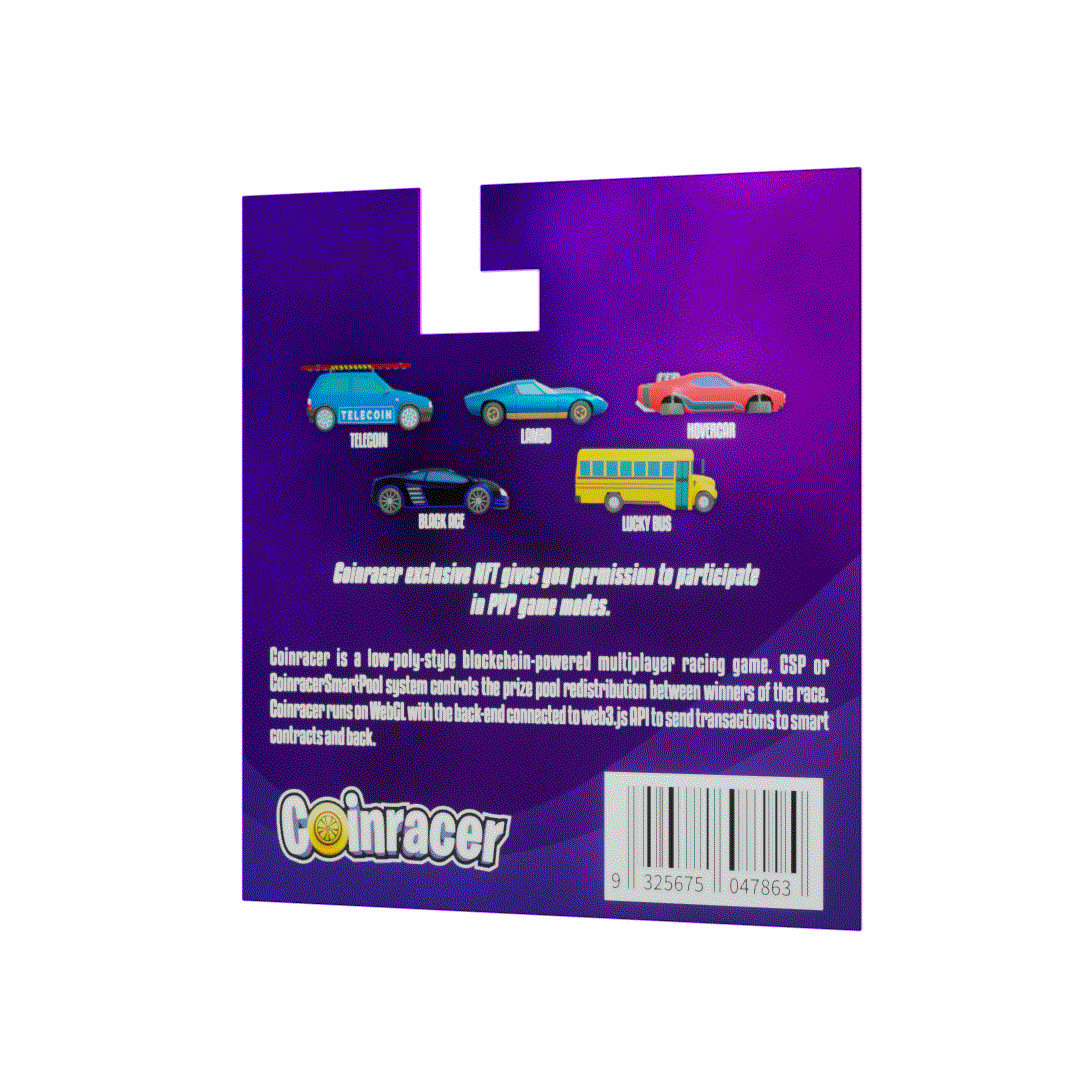 TELECOIN
TELECOIN
LAMBO
HOVERCAR
BLACK ACE
LUCKY BUS
Coinracer exclusive NFT gives you permission to participate
in PVP game modes.
Coinracer is a low-poly-style blockchain-powered multiplayer racing game. CSP or
CoinracerSmartPool system controls the prize pool redistribution between winners of the race.
Coinracer runs on WebGL with the back-end connected to web3.js API to send transactions to smart
contracts and back.
Coinracer
9 325675 047863